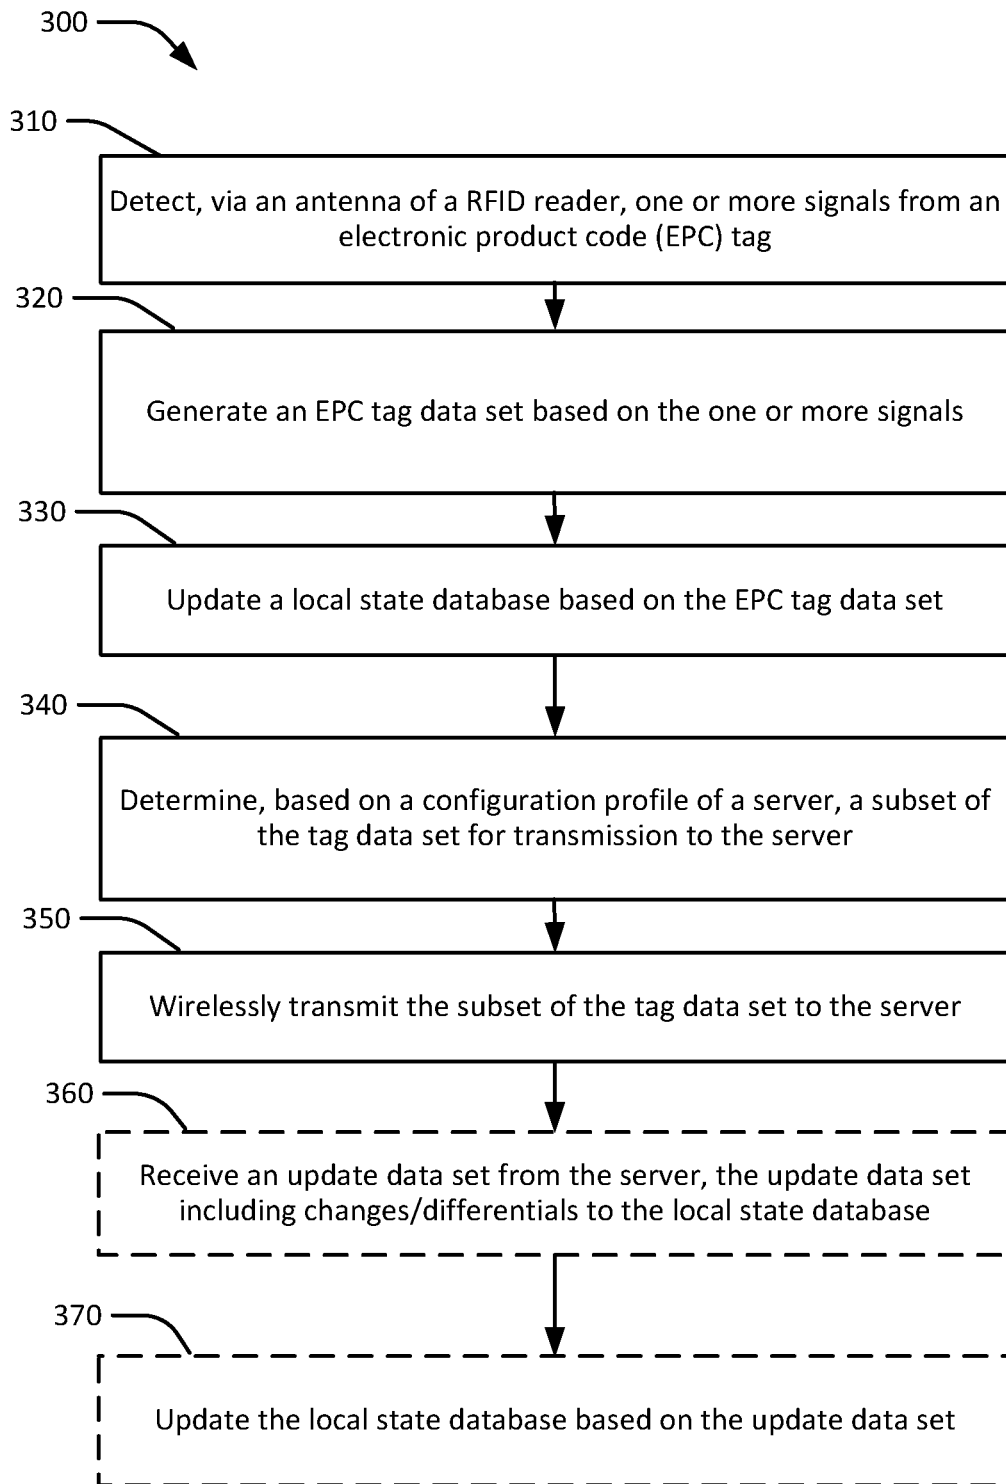 300
310
Detect, via an antenna of a RFID reader, one or more signals from an
electronic product code (EPC) tag
320
Generate an EPC tag data set based on the one or more signals
330
Update a local state database based on the EPC tag data set
340
Determine, based on a configuration profile of a server, a subset of
the tag data set for transmission to the server
350
Wirelessly transmit the subset of the tag data set to the server
360
Receive an update data set from the server, the update data set
including changes/differentials to the local state database
370
Update the local state database based on the update data set